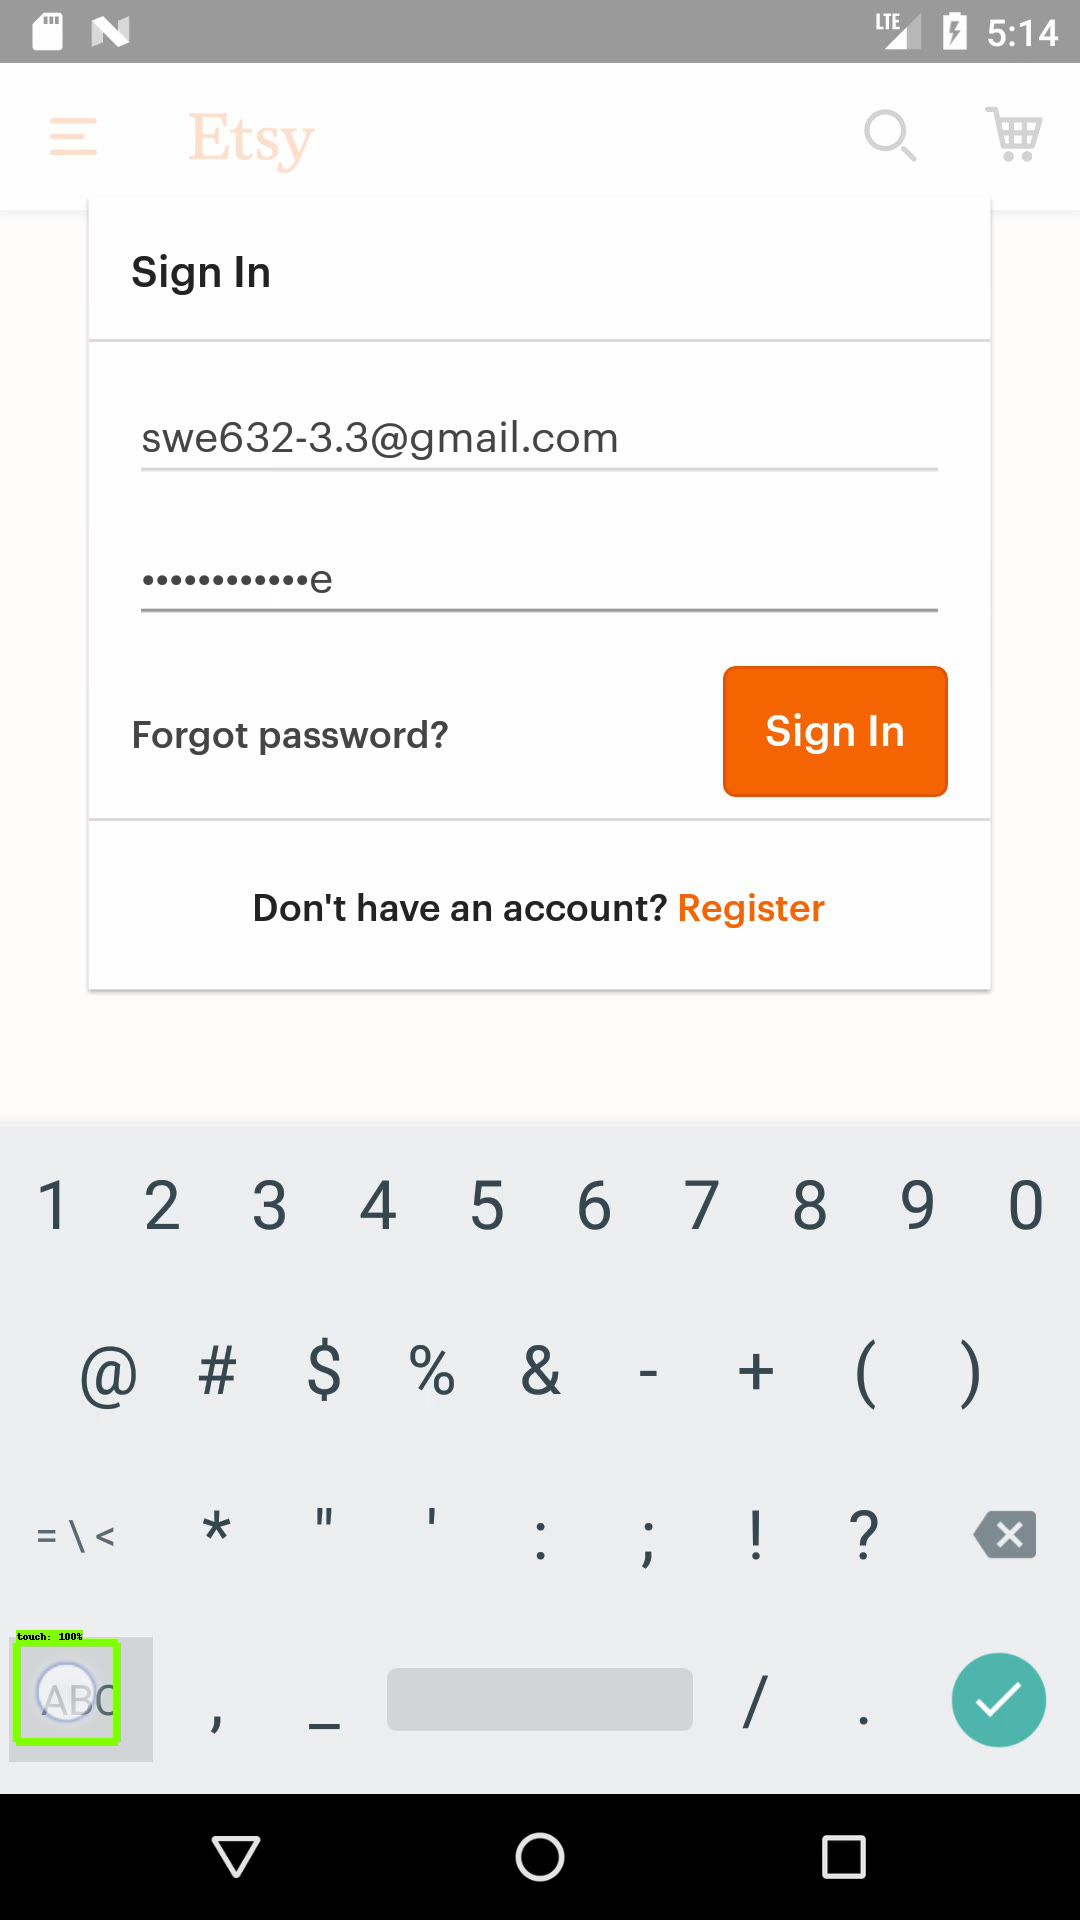 LTE 5:14
Etsy
Sign In
swe632-3.3@gmail.com
••••••••••••e
Forgot password?
Sign In
Don't have an account? Register
1 2 3 4 5 6 7 8 9 0
@ # $ % & - + ( )
= \ < * " ' : ; ! ?
touch: 100%
ABC , _ / .